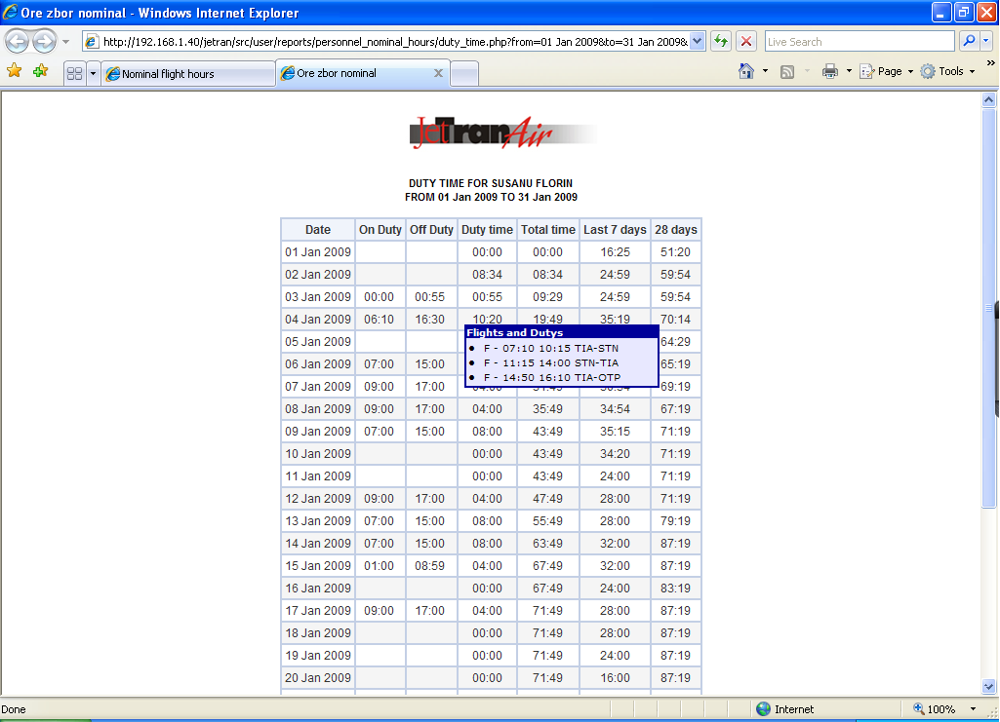 Ore zbor nominal - Windows Internet Explorer
http://192.168.1.40/jetran/src/user/reports/personnel_nominal_hours/duty_time.php?from=01 Jan 2009&to=31 Jan 2009&
Live Search
Nominal flight hours
Ore zbor nominal
Page
Tools
JetTranAir
DUTY TIME FOR SUSANU FLORIN
FROM 01 Jan 2009 TO 31 Jan 2009
Date On Duty Off Duty Duty time Total time Last 7 days 28 days
01 Jan 2009 00:00 00:00 16:25 51:20
02 Jan 2009 08:34 08:34 24:59 59:54
03 Jan 2009 00:00 00:55 00:55 09:29 24:59 59:54
04 Jan 2009 06:10 16:30 10:20 19:49 35:19 70:14
Flights and Dutys
05 Jan 2009 64:29
F - 07:10 10:15 TIA-STN
06 Jan 2009 07:00 15:00 65:19
F - 11:15 14:00 STN-TIA
F - 14:50 16:10 TIA-OTP
07 Jan 2009 09:00 17:00 69:19
08 Jan 2009 09:00 17:00 04:00 35:49 34:54 67:19
09 Jan 2009 07:00 15:00 08:00 43:49 35:15 71:19
10 Jan 2009 00:00 43:49 34:20 71:19
11 Jan 2009 00:00 43:49 24:00 71:19
12 Jan 2009 09:00 17:00 04:00 47:49 28:00 71:19
13 Jan 2009 07:00 15:00 08:00 55:49 28:00 79:19
14 Jan 2009 07:00 15:00 08:00 63:49 32:00 87:19
15 Jan 2009 01:00 08:59 04:00 67:49 32:00 87:19
16 Jan 2009 00:00 67:49 24:00 83:19
17 Jan 2009 09:00 17:00 04:00 71:49 28:00 87:19
18 Jan 2009 00:00 71:49 28:00 87:19
19 Jan 2009 00:00 71:49 24:00 87:19
20 Jan 2009 00:00 71:49 16:00 87:19
Done
Internet
100%